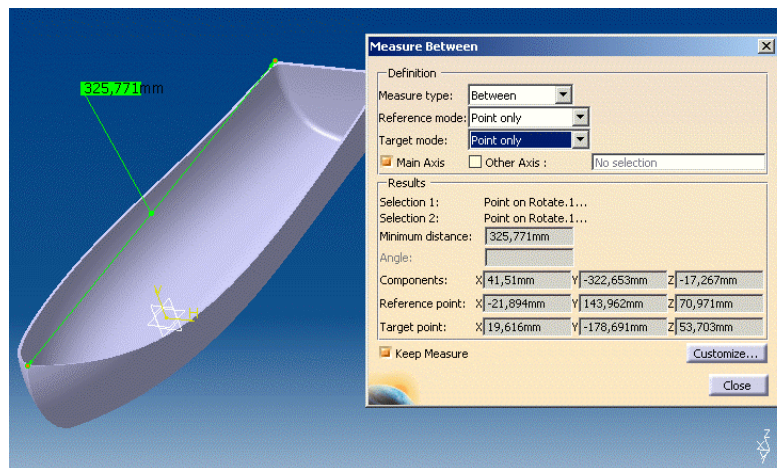 325,771mm
Measure Between
Definition
Measure type: Between
Reference mode: Point only
Target mode: Point only
Main Axis Other Axis : No selection
Results
Selection 1: Point on Rotate.1...
Selection 2: Point on Rotate.1...
Minimum distance: 325,771mm
Angle:
Components: X 41,51mm Y -322,653mm Z -17,267mm
Reference point: X -21,894mm Y 143,962mm Z 70,971mm
Target point: X 19,616mm Y -178,691mm Z 53,703mm
Keep Measure Customize...
Close